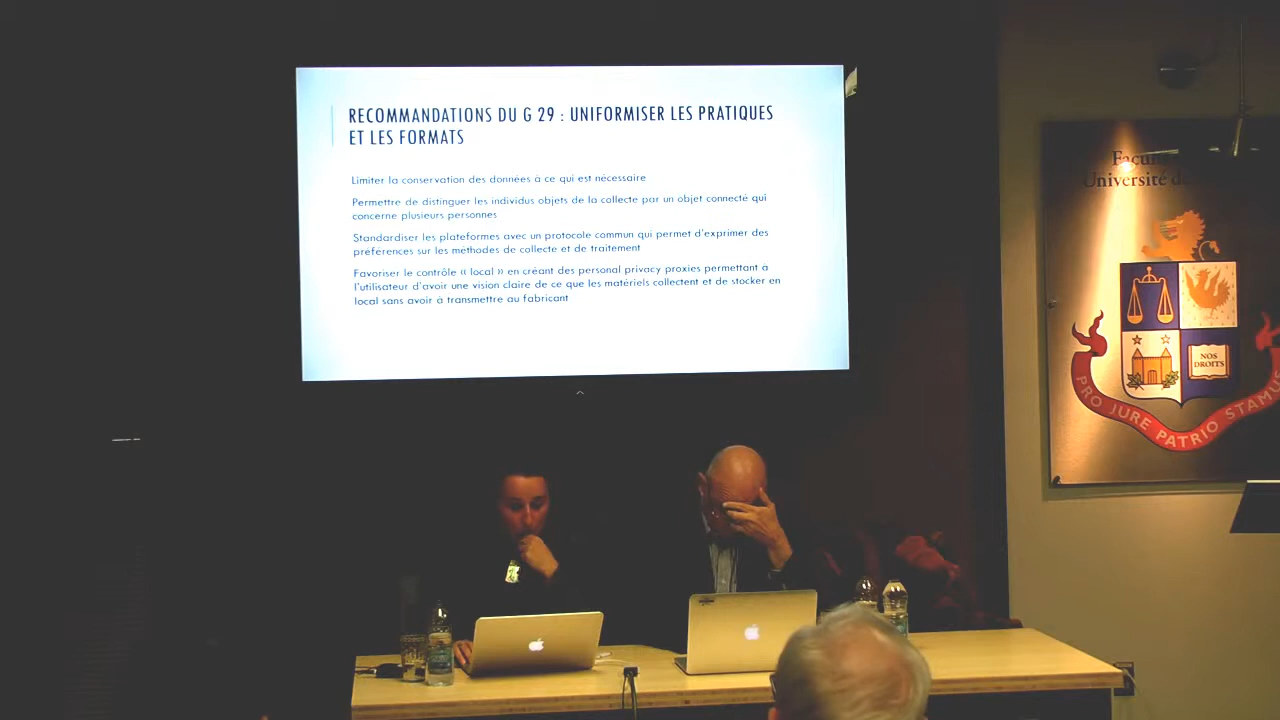 RECOMMANDATIONS DU G 29 : UNIFORMISER LES PRATIQUES
ET LES FORMATS
Limiter la conservation des données à ce qui est nécessaire
Permettre de distinguer les individus objets de la collecte par un objet connecté qui
concerne plusieurs personnes
Standardiser les plateformes avec un protocole commun qui permet d'exprimer des
préférences sur les méthodes de collecte et de traitement
Favoriser le contrôle « local » en créant des personal privacy proxies permettant à
l'utilisateur d'avoir une vision claire de ce que les matériels collectent et de stocker en
local sans avoir à transmettre au fabricant
Université
NOS
DROITS
PRO JURE PATRIO STAMUS